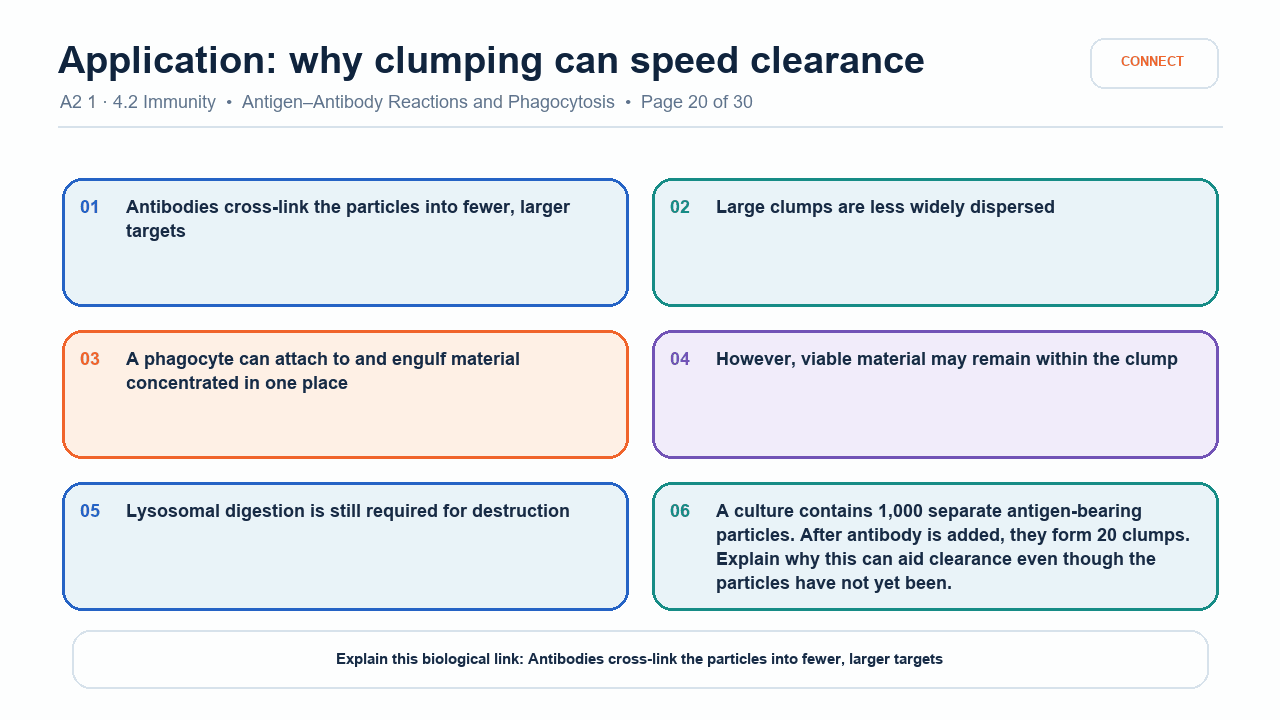 Application: why clumping can speed clearance
CONNECT
A2 1 · 4.2 Immunity • Antigen–Antibody Reactions and Phagocytosis • Page 20 of 30
01 Antibodies cross-link the particles into fewer, larger
targets
02 Large clumps are less widely dispersed
03 A phagocyte can attach to and engulf material
concentrated in one place
04 However, viable material may remain within the clump
05 Lysosomal digestion is still required for destruction
06 A culture contains 1,000 separate antigen-bearing
particles. After antibody is added, they form 20 clumps.
Explain why this can aid clearance even though the
particles have not yet been.
Explain this biological link: Antibodies cross-link the particles into fewer, larger targets